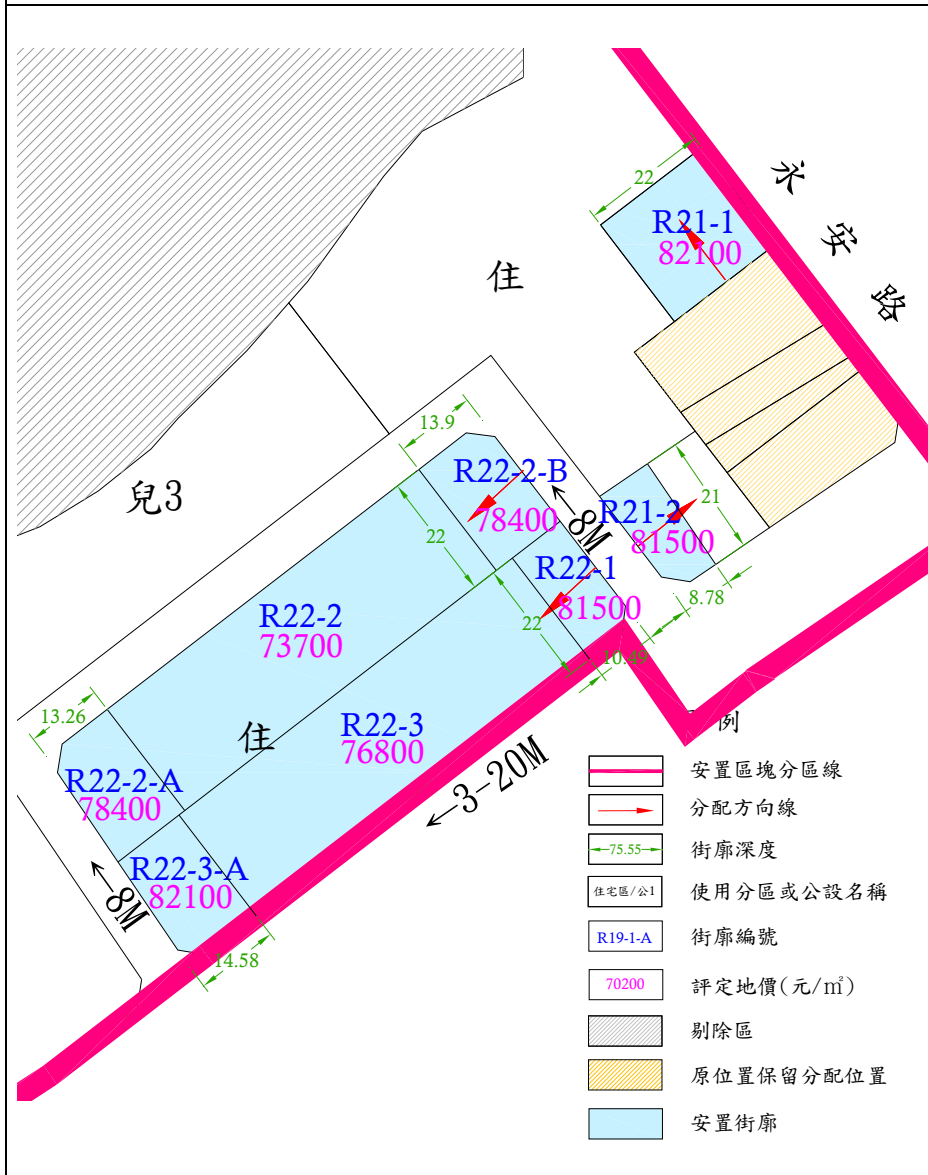 永安路
22
R21-1
82100
住
13.9
兒3
R22-2-B
78400
←8M
R21-2
81500
21
22
R22-1
81500
22
8.78
10.49
R22-2
73700
13.26
住
R22-3
76800
R22-2-A
78400
←3-20M
R22-3-A
82100
←8M
14.58
例
安置區塊分區線
分配方向線
75.55
街廓深度
住宅區/公1
使用分區或公設名稱
R19-1-A
街廓編號
70200
評定地價(元/㎡)
剔除區
原位置保留分配位置
安置街廓